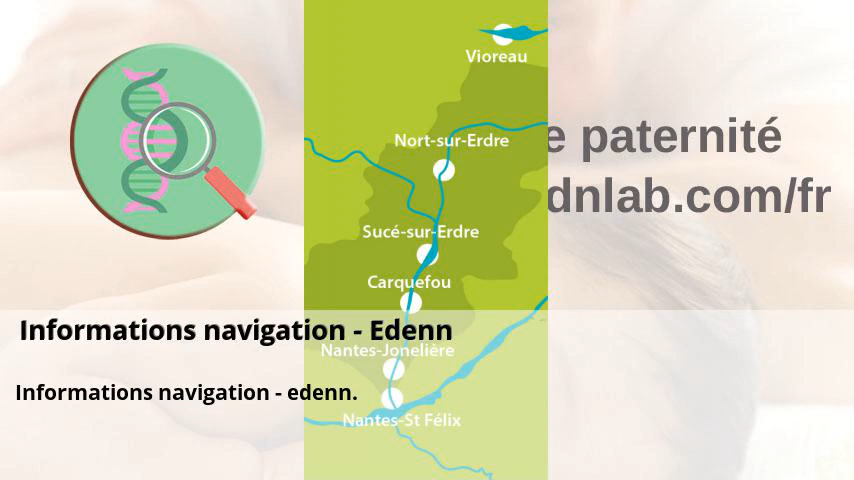 Vioreau
e paternité
Nort-sur-Erdre
dnlab.com/fr
Sucé-sur-Erdre
Carquefou
Informations navigation - Edenn
Nantes-Jonelière
Informations navigation - edenn.
Nantes-St Félix